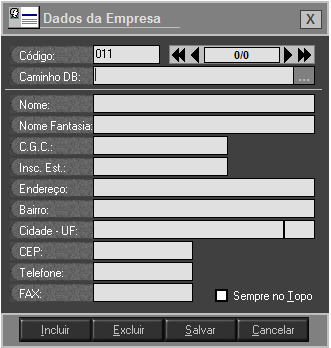 Dados da Empresa X
Código: 011 0/0
Caminho DB: ...
Nome:
Nome Fantasia:
C.G.C.:
Insc. Est.:
Endereço:
Bairro:
Cidade - UF:
CEP:
Telefone:
FAX: Sempre no Topo
Incluir Excluir Salvar Cancelar